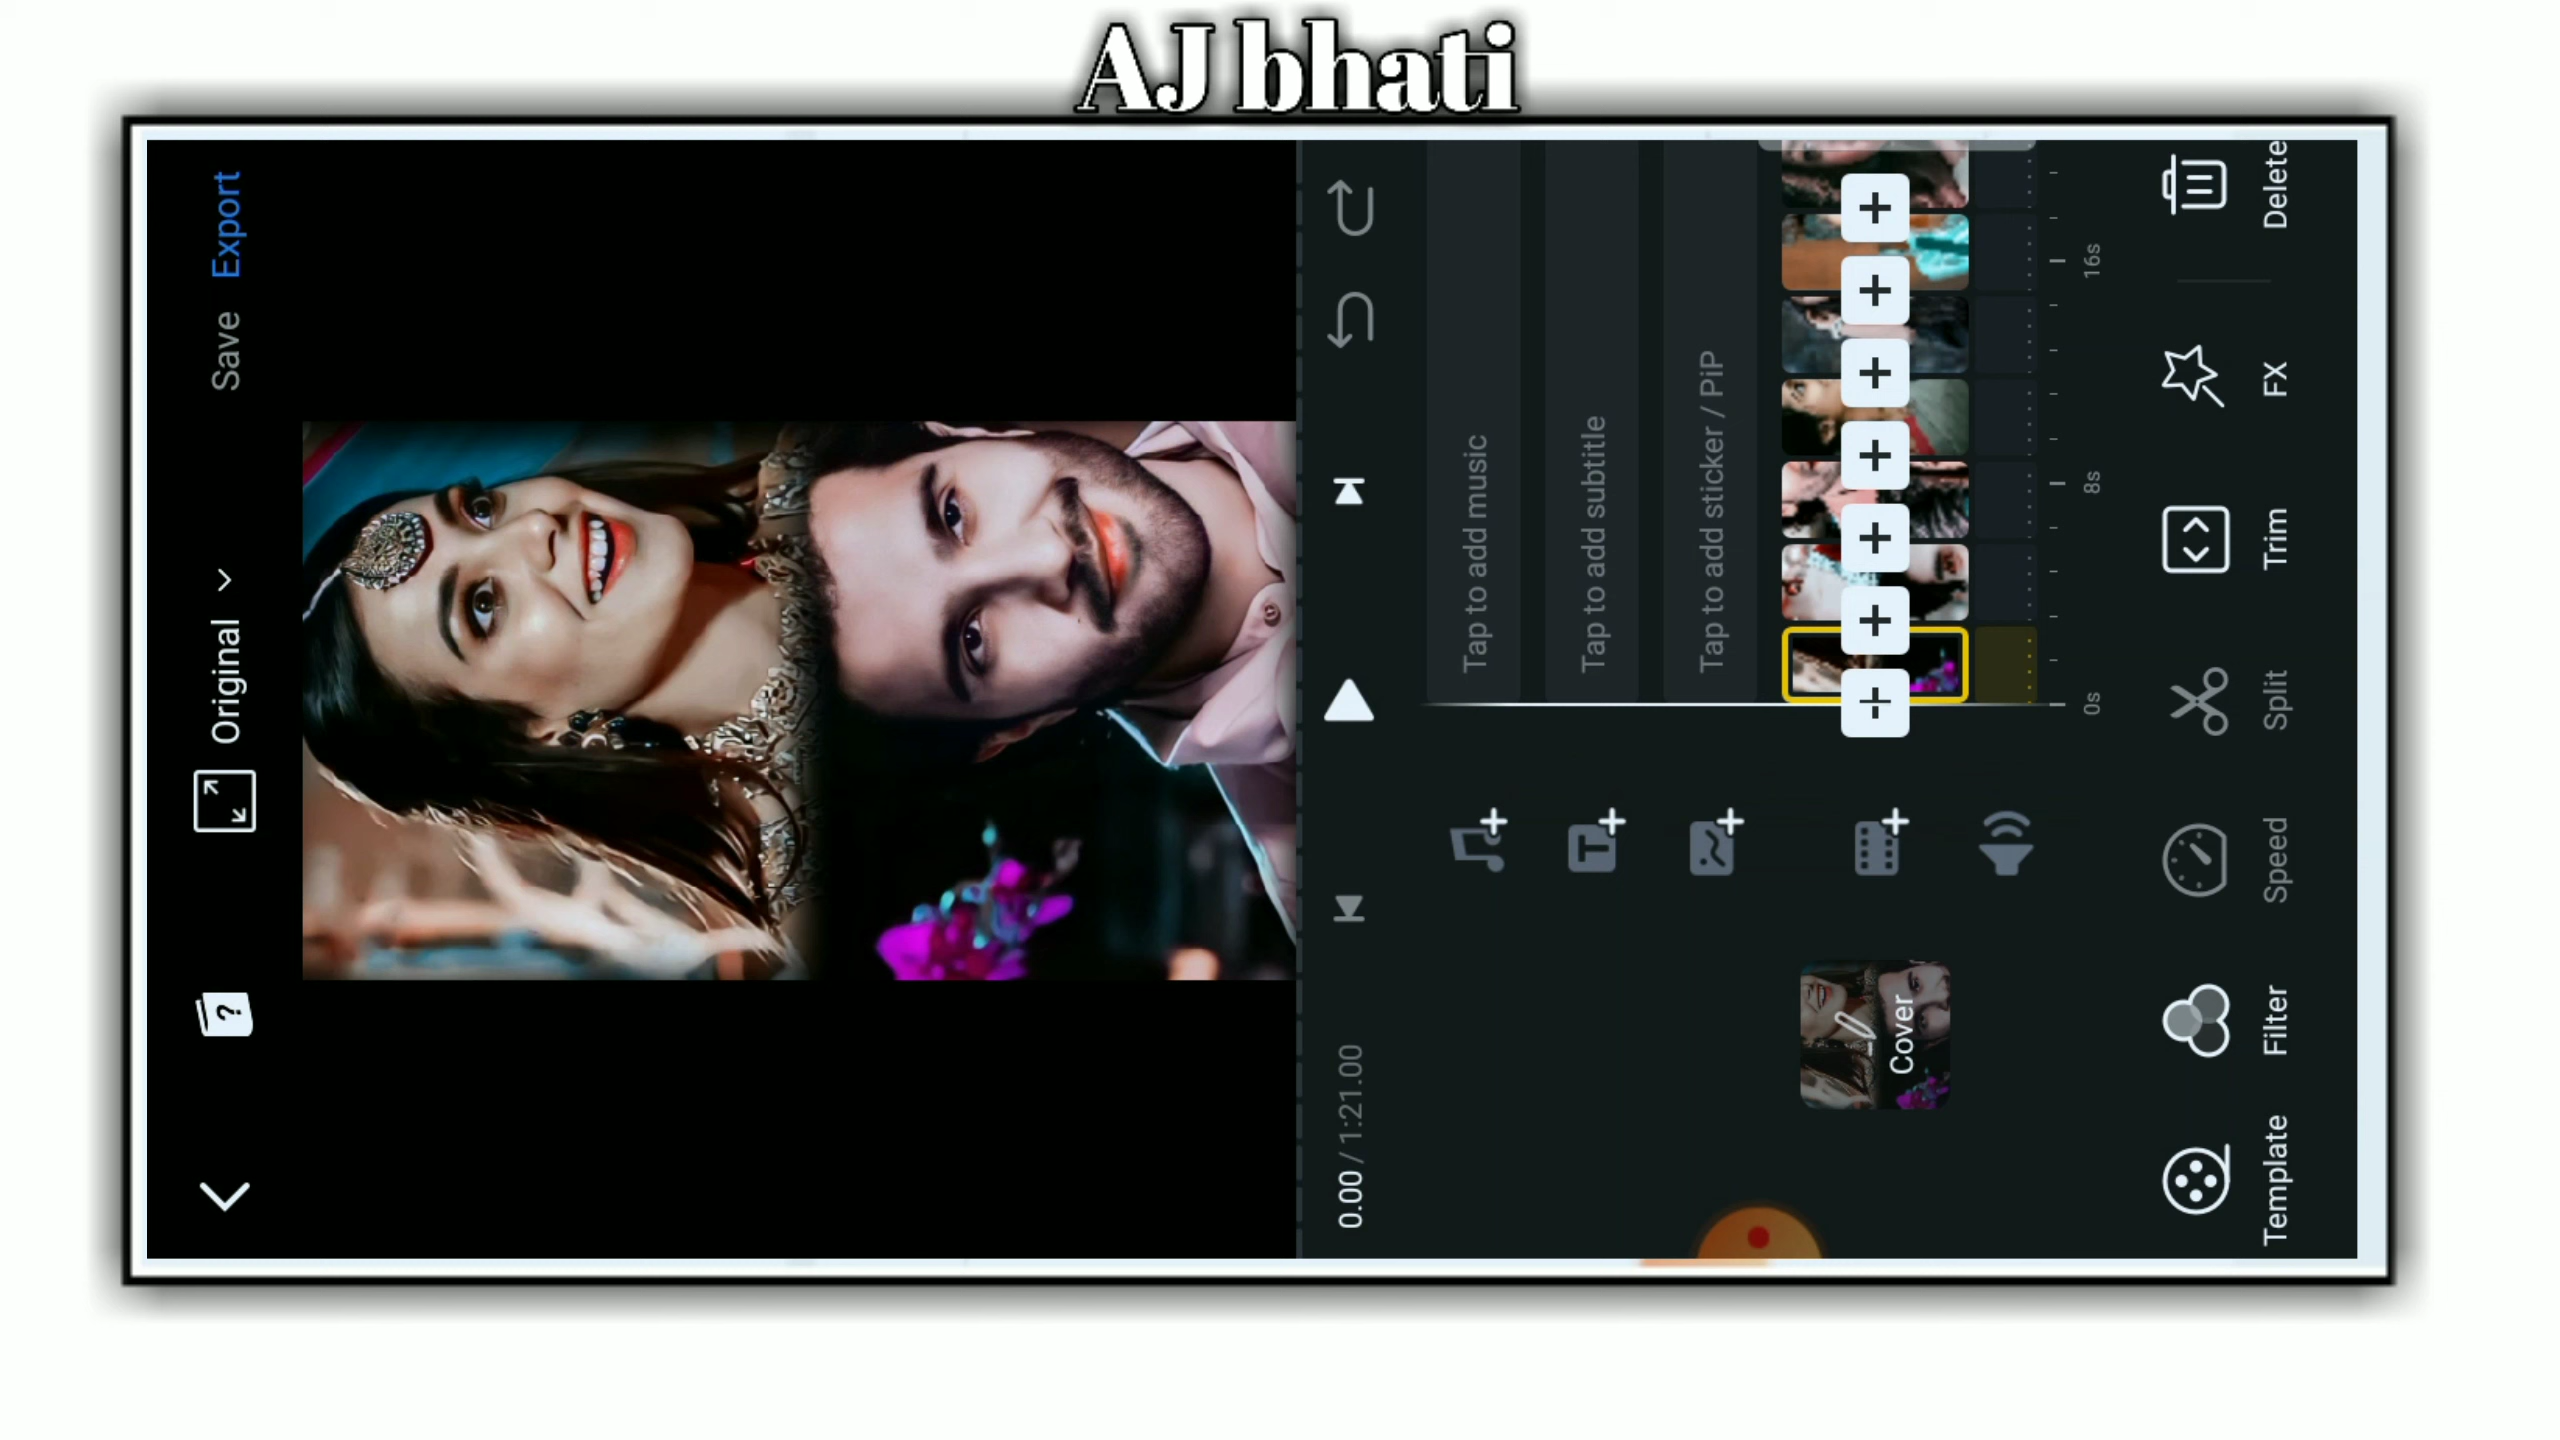 AJ bhati
Original
Save
Export
0.00 / 1:21.00
Tap to add music
Tap to add subtitle
Tap to add sticker / PiP
Cover
0s
8s
16s
Template
Filter
Speed
Split
Trim
FX
Delete